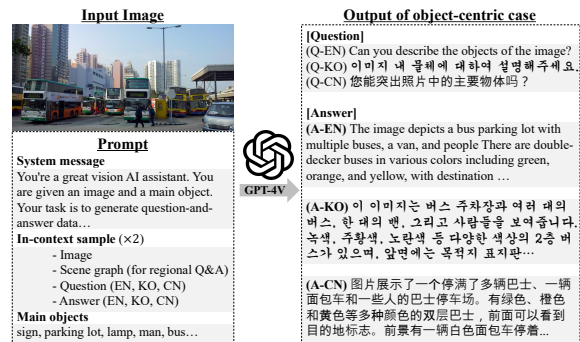 Input Image
Prompt
System message
You're a great vision AI assistant. You
are given an image and a main object.
Your task is to generate question-and-
answer data…
In-context sample (×2)
- Image
- Scene graph (for regional Q&A)
- Question (EN, KO, CN)
- Answer (EN, KO, CN)
Main objects
sign, parking lot, lamp, man, bus…
GPT-4V
Output of object-centric case
[Question]
(Q-EN) Can you describe the objects of the image?
(Q-KO) 이미지 내 물체에 대하여 설명해주세요.
(Q-CN) 您能突出照片中的主要物体吗？
[Answer]
(A-EN) The image depicts a bus parking lot with
multiple buses, a van, and people There are double-
decker buses in various colors including green,
orange, and yellow, with destination …
(A-KO) 이 이미지는 버스 주차장과 여러 대의
버스, 한 대의 밴, 그리고 사람들을 보여줍니다.
녹색, 주황색, 노란색 등 다양한 색상의 2층 버
스가 있으며, 앞면에는 목적지 표지판…
(A-CN) 图片展示了一个停满了多辆巴士、一辆
面包车和一些人的巴士停车场。有绿色、橙色
和黄色等多种颜色的双层巴士，前面可以看到
目的地标志。前景有一辆白色面包车停着...